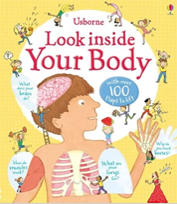 Usborne
Look inside
Your Body
with over
100
flaps to lift
What does your
brain do?
Why do
you need
bones?
How do
muscles
work?
What are
your
lungs